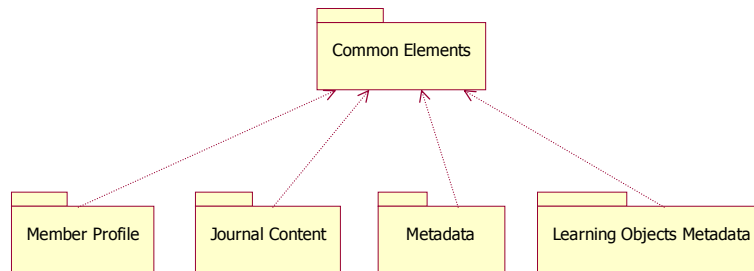 Common Elements
Member Profile
Journal Content
Metadata
Learning Objects Metadata